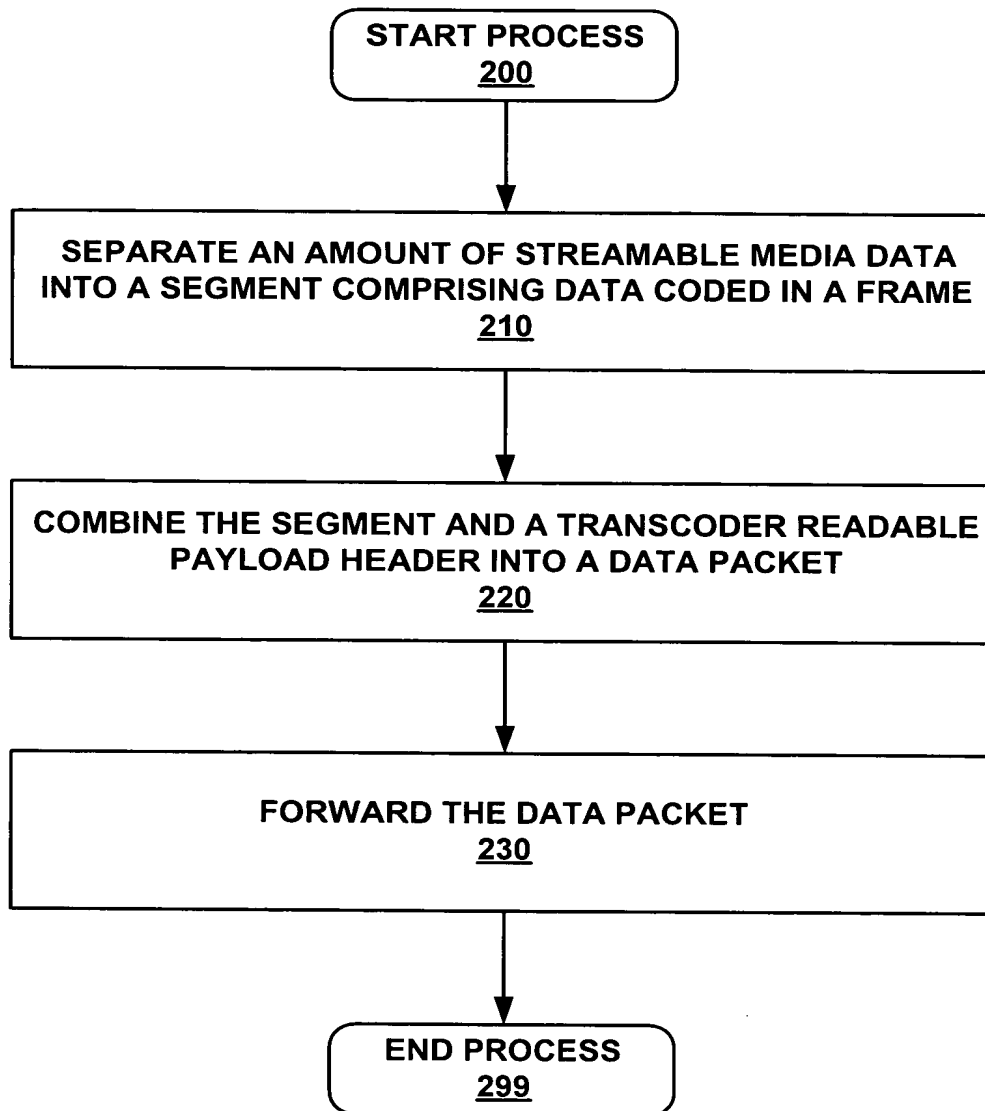 START PROCESS
200
SEPARATE AN AMOUNT OF STREAMABLE MEDIA DATA
INTO A SEGMENT COMPRISING DATA CODED IN A FRAME
210
COMBINE THE SEGMENT AND A TRANSCODER READABLE
PAYLOAD HEADER INTO A DATA PACKET
220
FORWARD THE DATA PACKET
230
END PROCESS
299